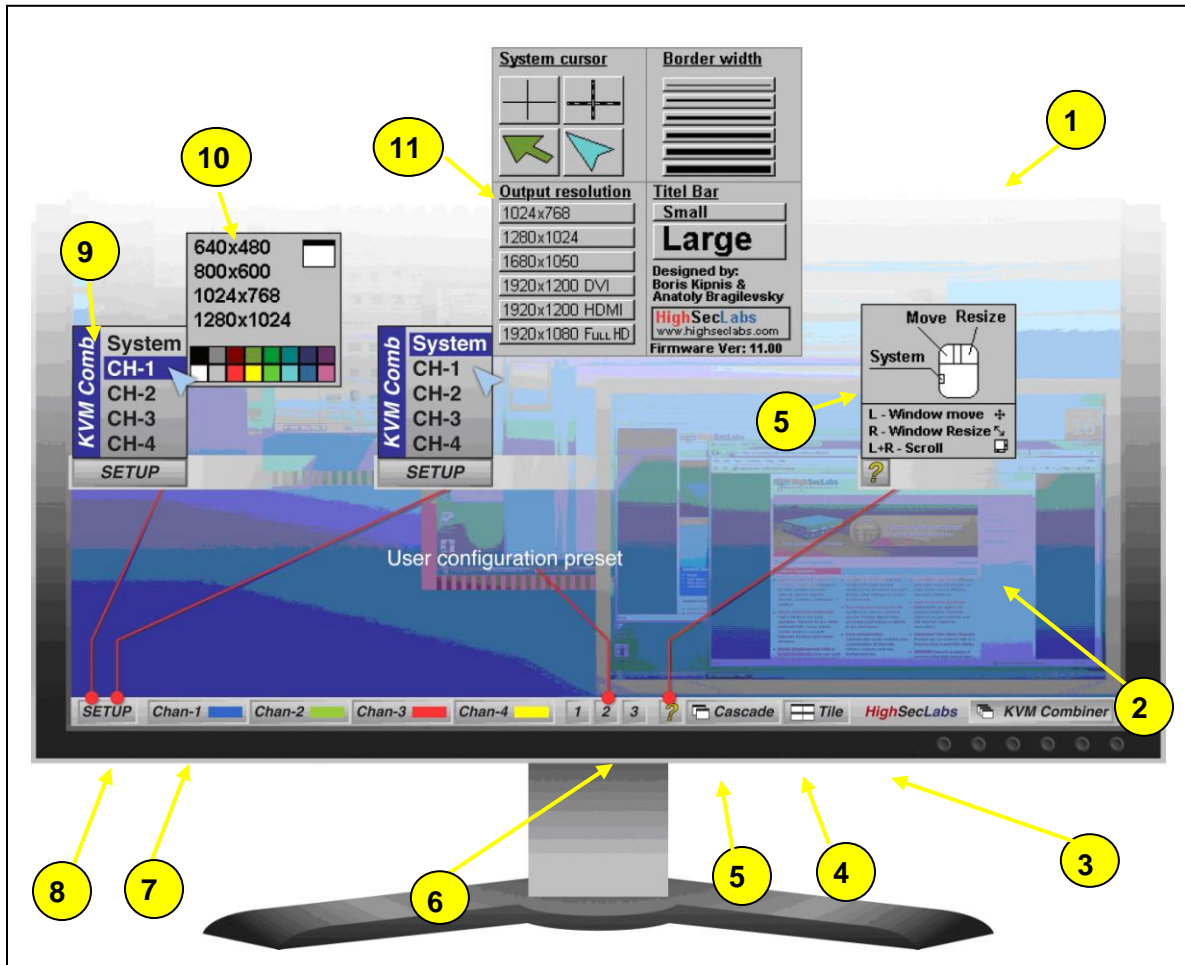 System cursor
Border width
1
10
11
Output resolution
1024x768
1280x1024
1680x1050
1920x1200 DVI
1920x1200 HDMI
1920x1080 FULL HD
Titel Bar
Small
Large
Designed by:
Boris Kipnis &
Anatoly Bragilevsky
HighSecLabs
www.highseclabs.com
Firmware Ver: 11.00
9
640x480
800x600
1024x768
1280x1024
KVM Comb
System
CH-1
CH-2
CH-3
CH-4
SETUP
KVM Comb
System
CH-1
CH-2
CH-3
CH-4
SETUP
Move Resize
System
5
L - Window move
R - Window Resize
L+R - Scroll
?
User configuration preset
HighSecLabs
2
SETUP Chan-1 Chan-2 Chan-3 Chan-4 1 2 3 ? Cascade Tile HighSecLabs KVM Combiner
8
7
6
5
4
3